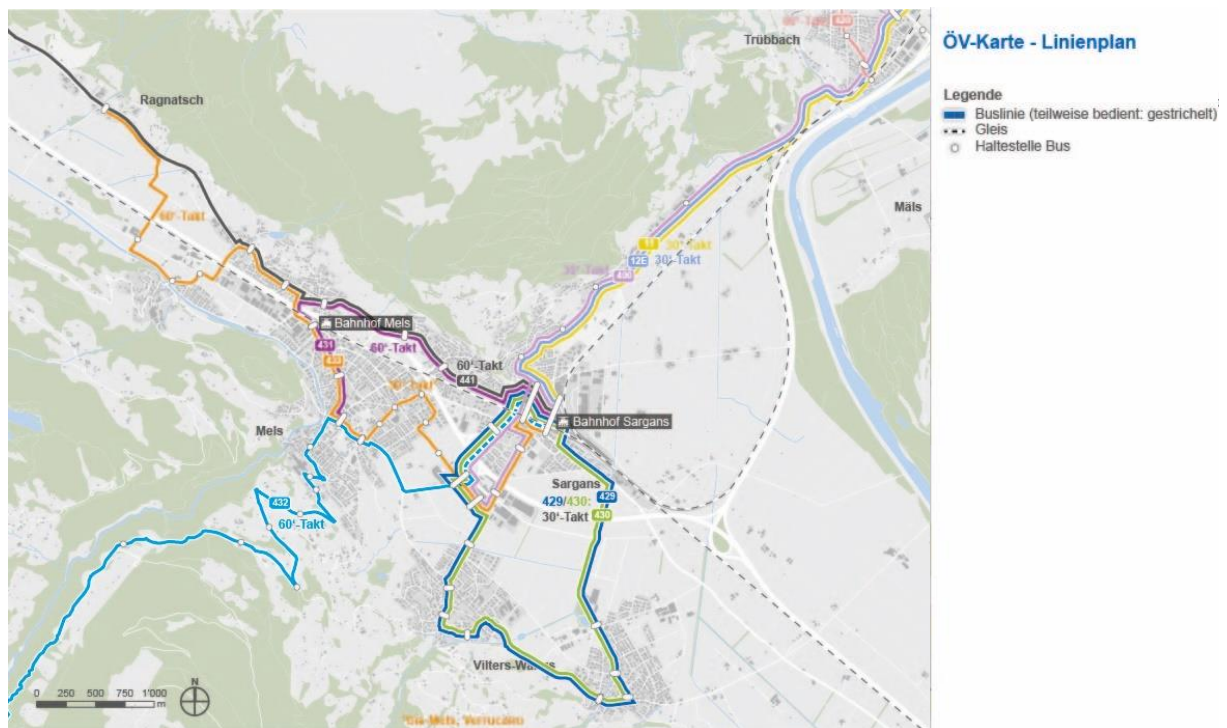 ÖV-Karte - Linienplan
Legende
Buslinie (teilweise bedient: gestrichelt)
Gleis
Haltestelle Bus
Trübbach
Ragnatsch
Mäls
60'-Takt
30'-Takt
12E 30'-Takt
30'-Takt
Bahnhof Mels
431
60'-Takt
60'-Takt
441
Bahnhof Sargans
Mels
Sargans
429/430: 429
30'-Takt 430
432
60'-Takt
Vilters-Wangs
0 250 500 750 1'000
m
N